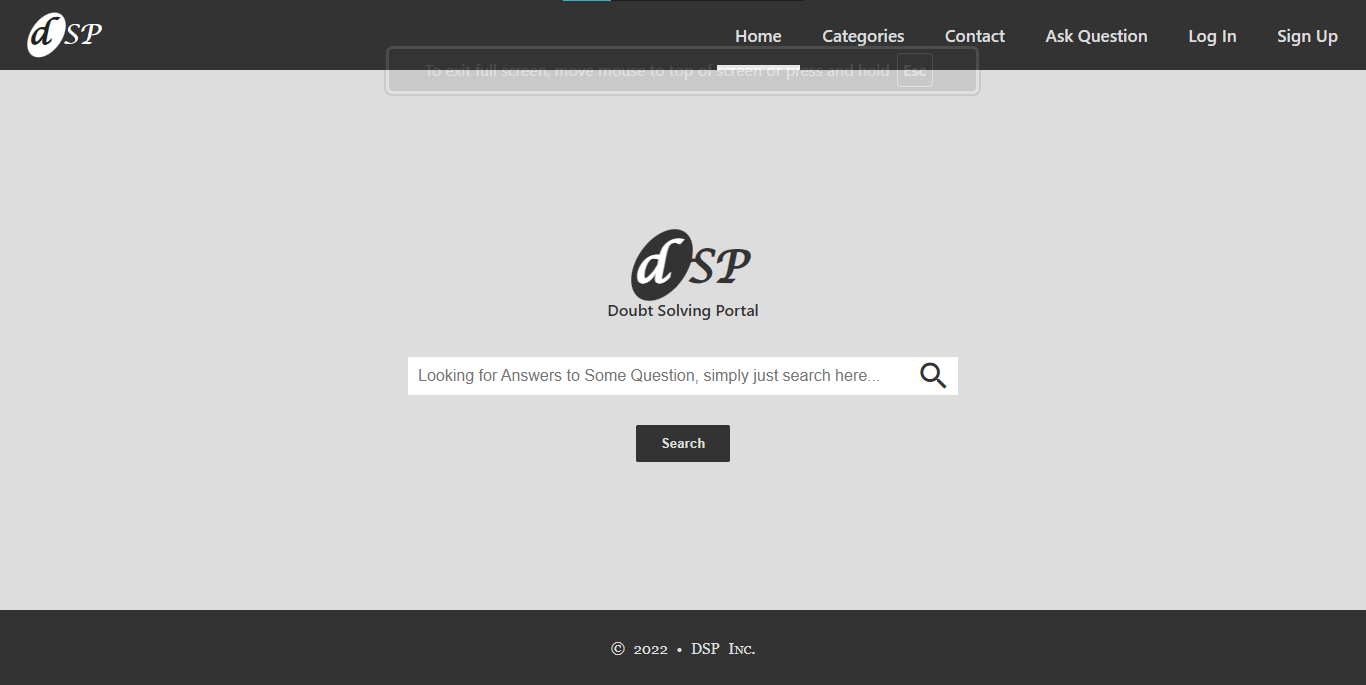 dSP
Home Categories Contact Ask Question Log In Sign Up
To exit full screen, move mouse to top of screen or press and hold Esc
dSP
Doubt Solving Portal
Looking for Answers to Some Question, simply just search here...
Search
© 2022 • DSP Inc.